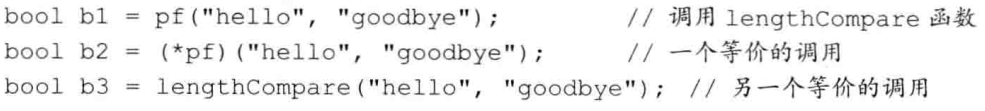 bool b1 = pf("hello", "goodbye"); // 调用 lengthCompare 函数
bool b2 = (*pf)("hello", "goodbye"); // 一个等价的调用
bool b3 = lengthCompare("hello", "goodbye"); // 另一个等价的调用